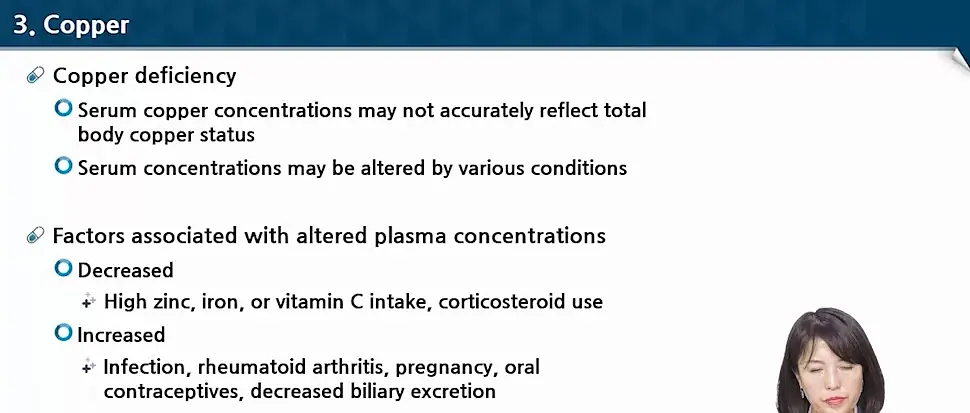 3. Copper
Copper deficiency
Serum copper concentrations may not accurately reflect total
body copper status
Serum concentrations may be altered by various conditions
Factors associated with altered plasma concentrations
Decreased
High zinc, iron, or vitamin C intake, corticosteroid use
Increased
Infection, rheumatoid arthritis, pregnancy, oral
contraceptives, decreased biliary excretion